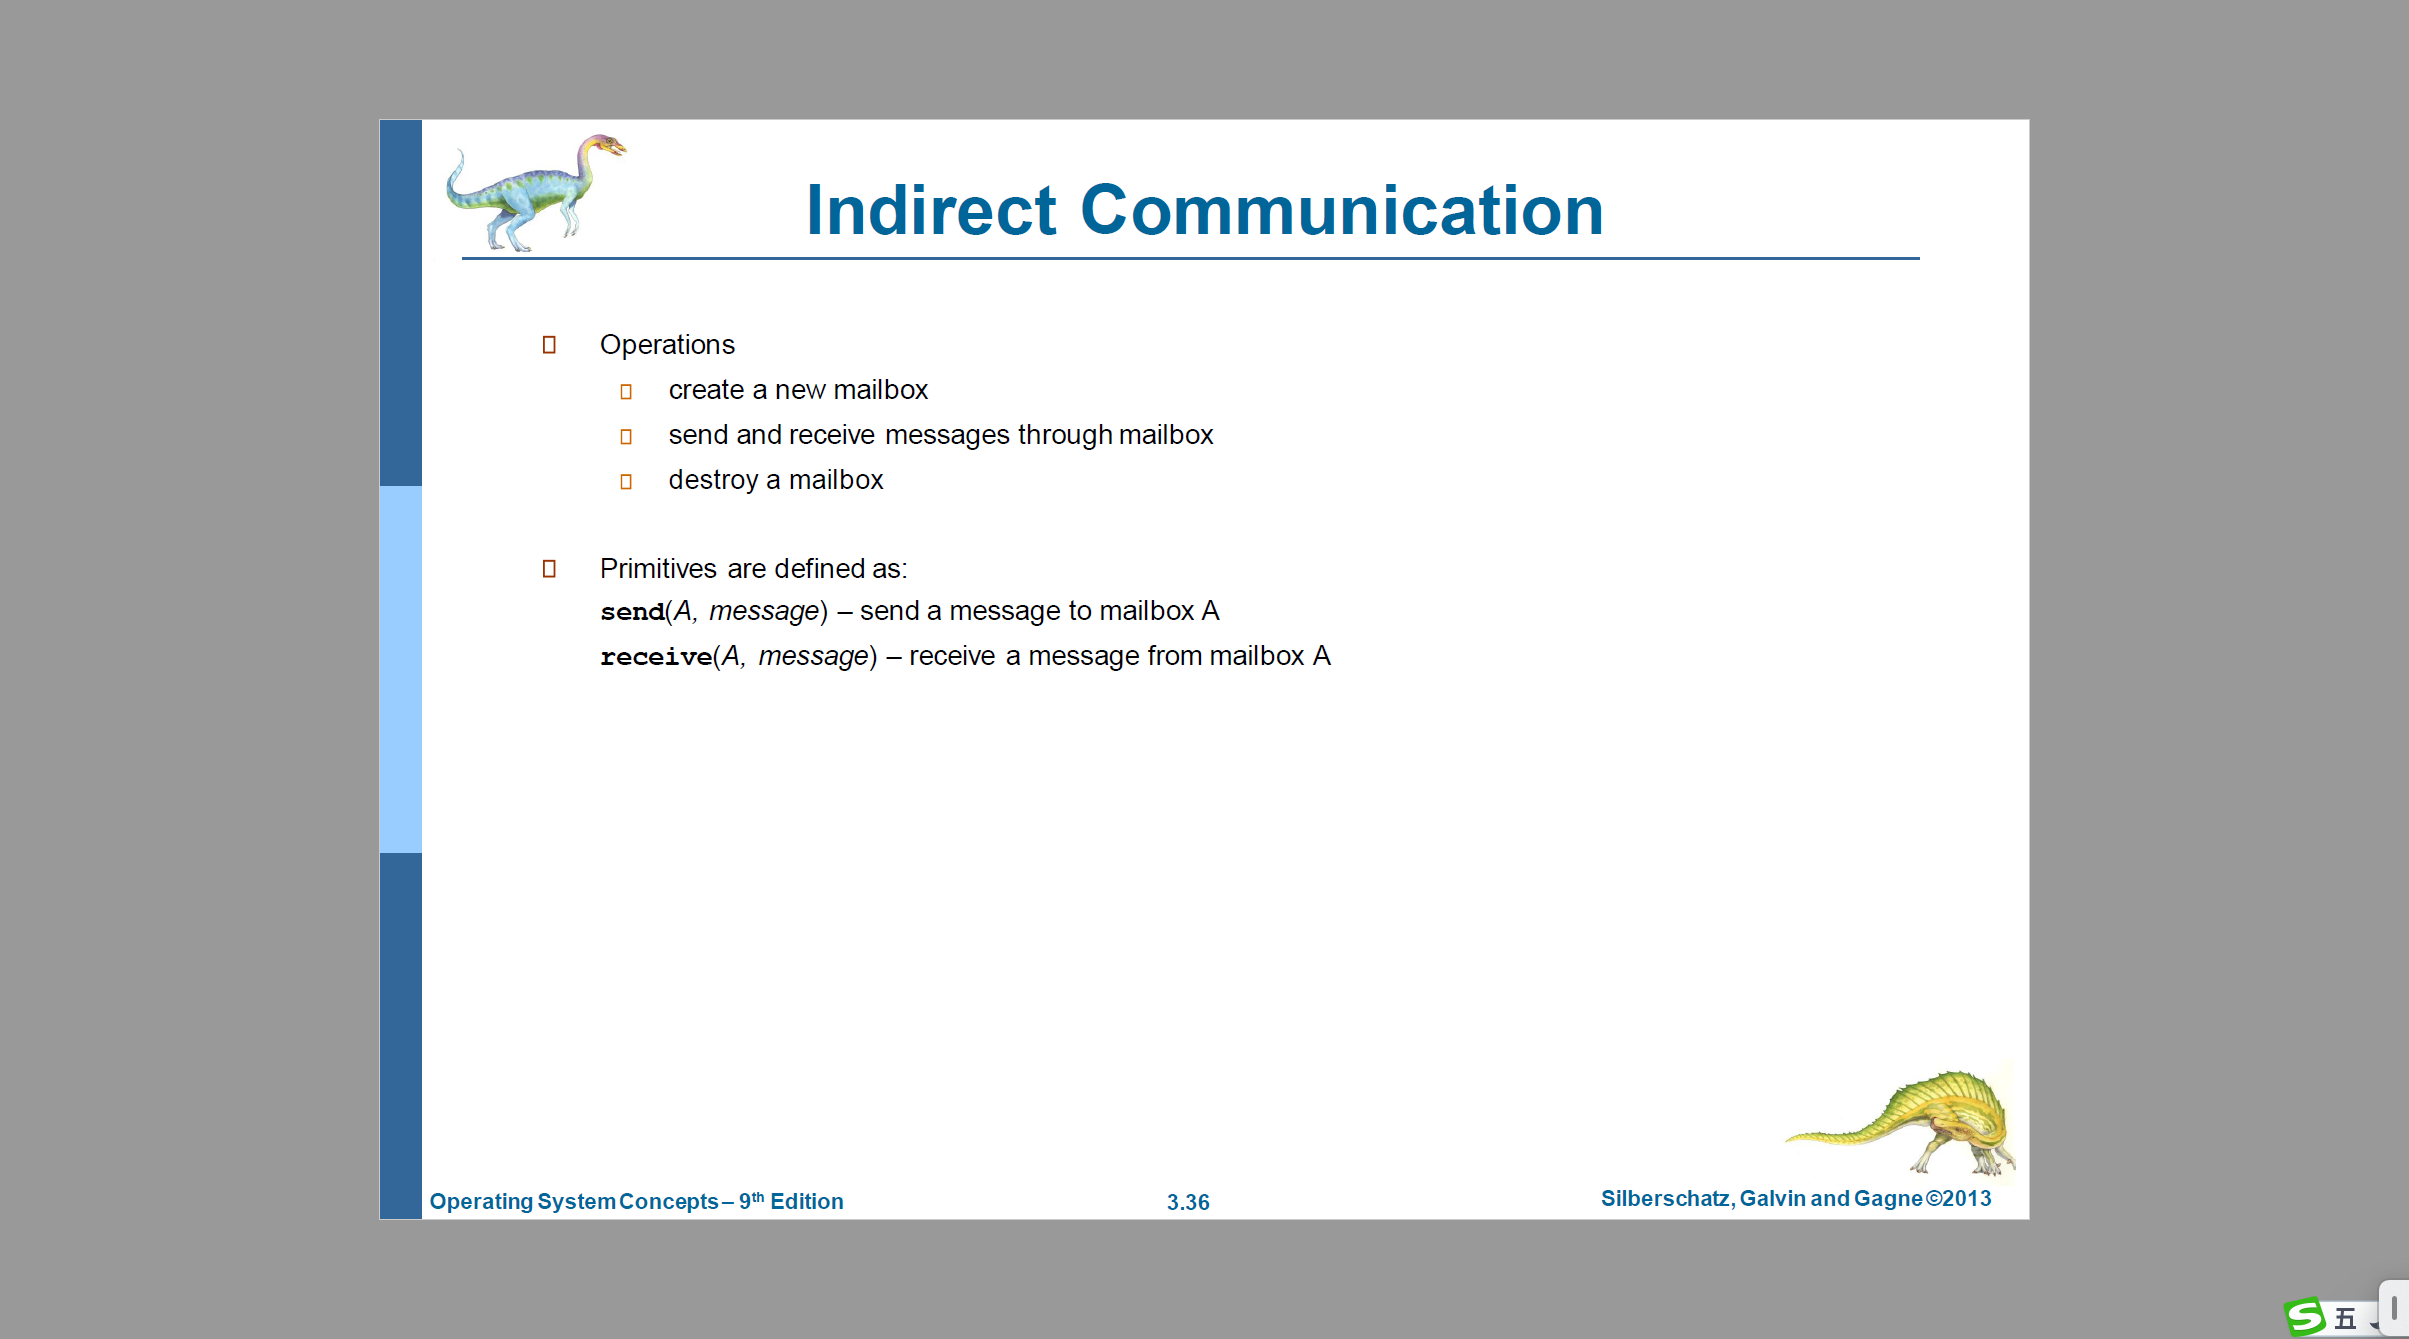 Indirect Communication
Operations
create a new mailbox
send and receive messages through mailbox
destroy a mailbox
Primitives are defined as:
send(A, message) – send a message to mailbox A
receive(A, message) – receive a message from mailbox A
Operating System Concepts – 9th Edition
3.36
Silberschatz, Galvin and Gagne ©2013
S 五